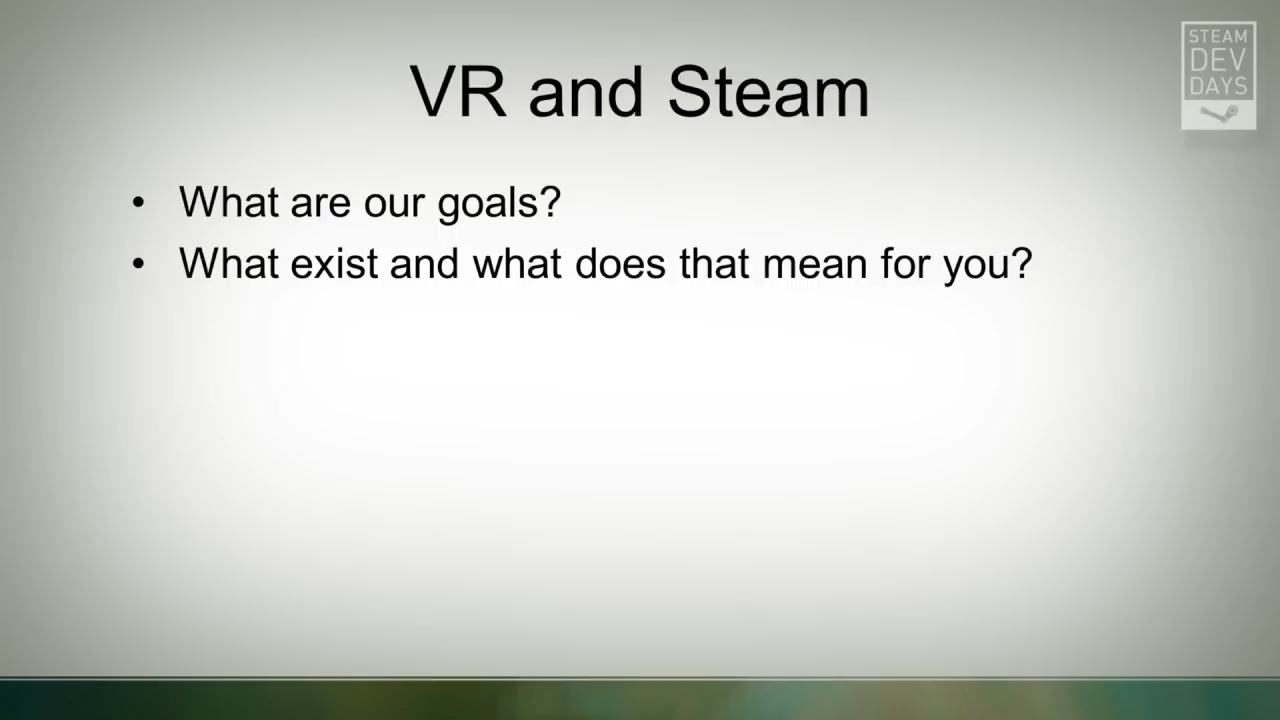 VR and Steam
STEAM
DEV
DAYS
• What are our goals?
• What exist and what does that mean for you?